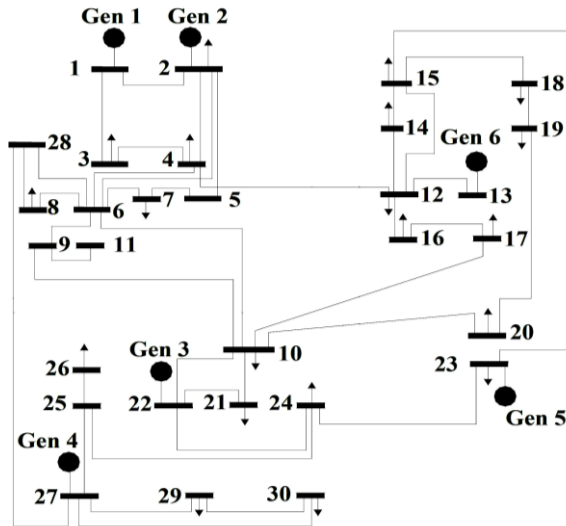 Gen 1 Gen 2
1 2 15 18
28 14 19
3 4 Gen 6
8 6 7 5 12 13
9 11 16 17
10 20
26 Gen 3 23
25 22 21 24 Gen 5
Gen 4
27 29 30